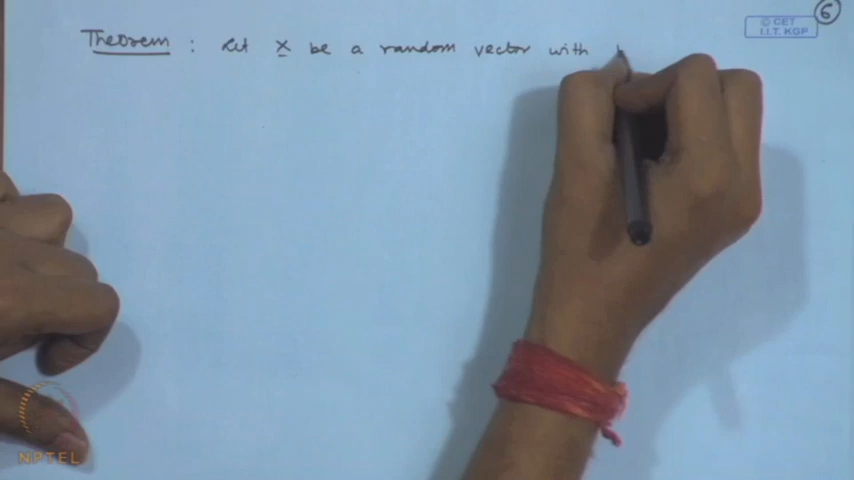 6
© CET
I.I.T. KGP
Theorem : Let X be a random vector with
NPTEL